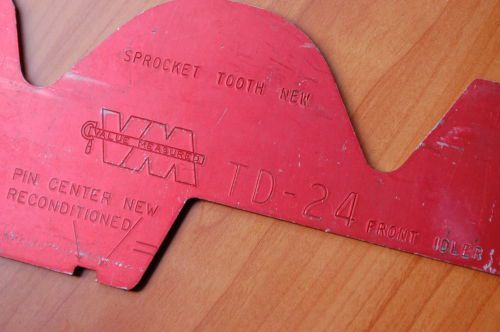 SPROCKET TOOTH NEW
VM
VALUE MEASURED
PIN CENTER NEW
RECONDITIONED
TD-24 FRONT IDLER